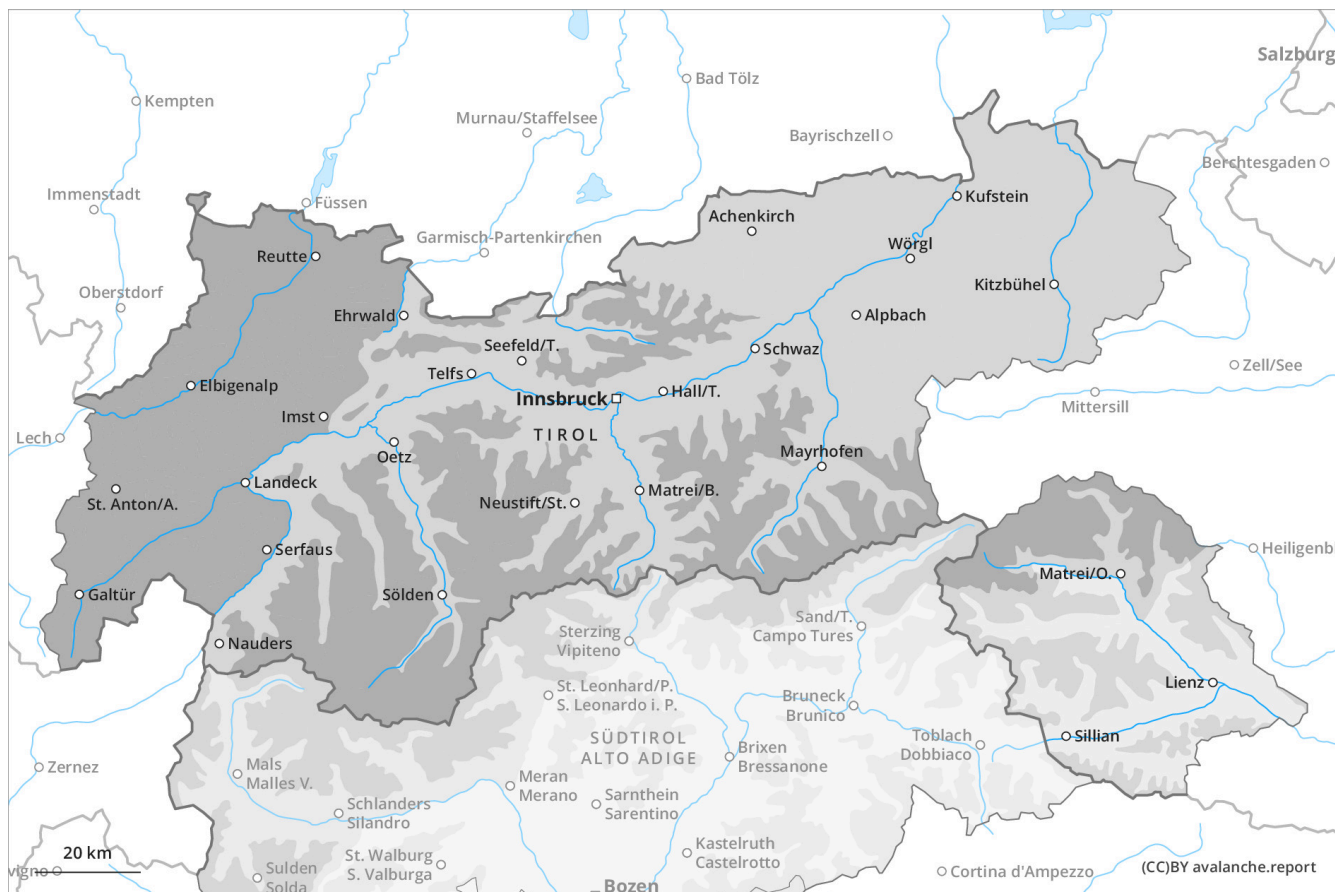 Salzburg
Bad Tölz
Kempten
Murnau/Staffelsee
Bayrischzell
Berchtesgaden
Immenstadt
Füssen
Kufstein
Achenkirch
Garmisch-Partenkirchen
Wörgl
Reutte
Oberstdorf
Kitzbühel
Ehrwald
Alpbach
Seefeld/T.
Schwaz
Zell/See
Telfs
Elbigenalp
Hall/T.
Innsbruck
Mittersill
Imst
TIROL
Lech
Oetz
Mayrhofen
Landeck
Matrei/B.
St. Anton/A.
Neustift/St.
Serfaus
Heiligenb
Matrei/O.
Galtür
Sölden
Sand/T.
Campo Tures
Sterzing
Vipiteno
Nauders
Lienz
St. Leonhard/P.
S. Leonardo i. P.
Bruneck
Brunico
SÜDTIROL
ALTO ADIGE
Toblach
Dobbiaco
Sillian
Brixen
Bressanone
Zernez
Mals
Malles V.
Meran
Merano
Sarnthein
Sarentino
Schlanders
Silandro
Kastelruth
Castelrotto
20 km
St. Walburg
S. Valburga
vigno
Sulden
Solda
Cortina d'Ampezzo
(CC)BY avalanche.report
Bozen